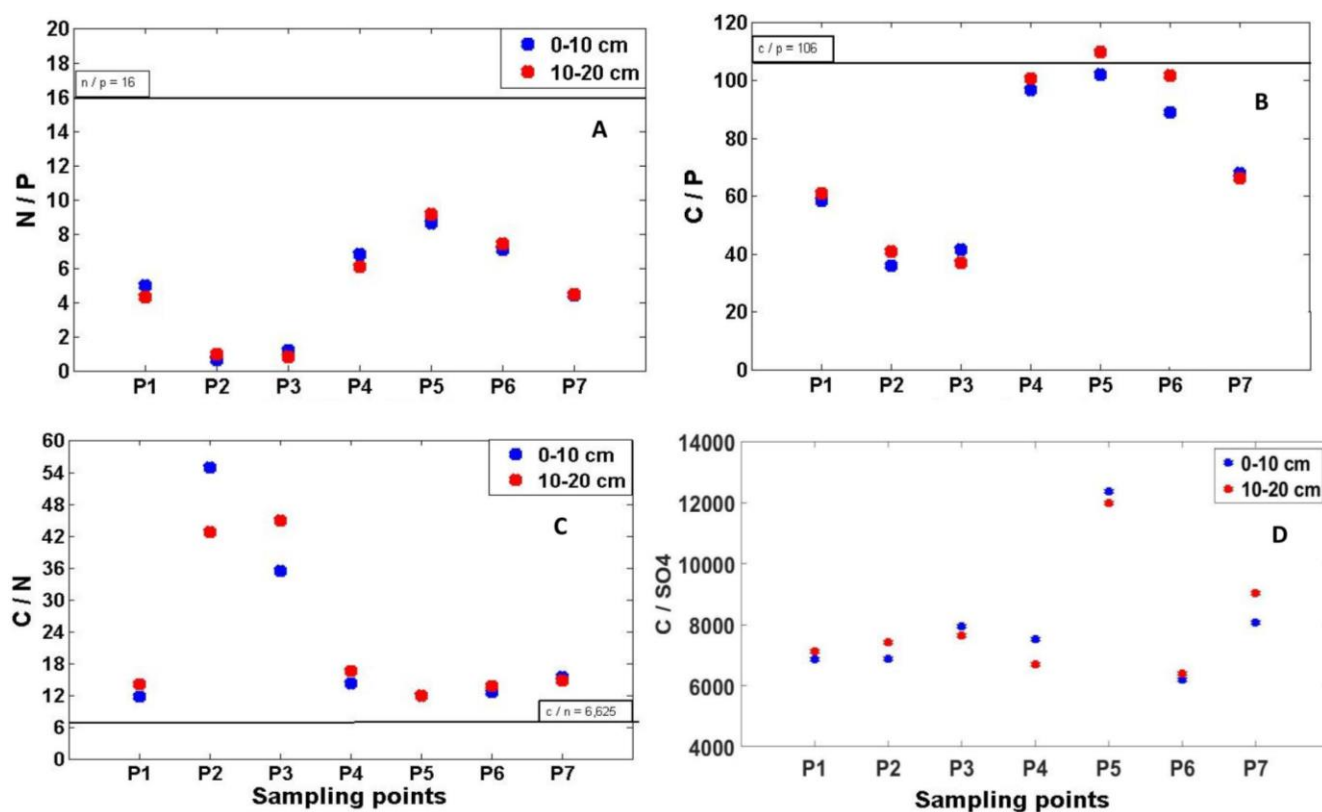 20
18
16
14
12
10
8
6
4
2
0
N / P
n / p = 16
0-10 cm
10-20 cm
A
P1 P2 P3 P4 P5 P6 P7
120
100
80
60
40
20
0
C / P
c / p = 106
B
P1 P2 P3 P4 P5 P6 P7
60
54
48
42
36
30
24
18
12
6
0
C / N
0-10 cm
10-20 cm
C
c / n = 6,625
P1 P2 P3 P4 P5 P6 P7
Sampling points
14000
12000
10000
8000
6000
4000
C / SO4
0-10 cm
10-20 cm
D
P1 P2 P3 P4 P5 P6 P7
Sampling points